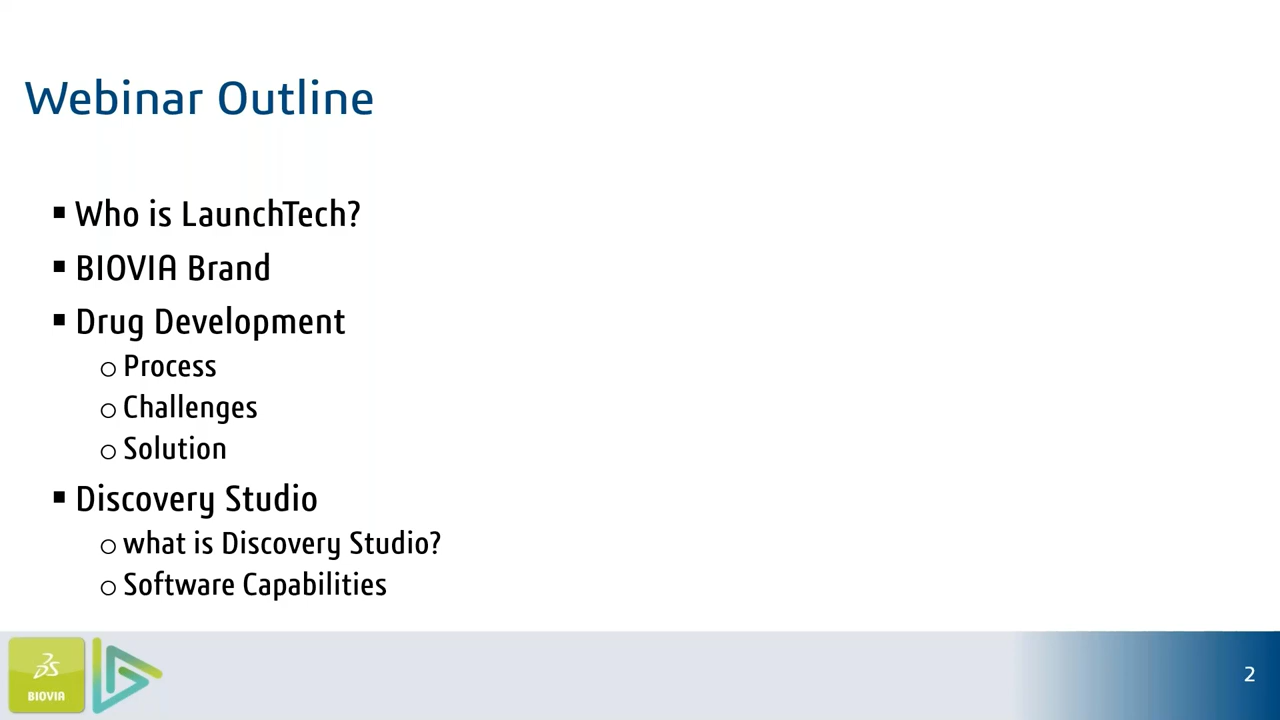 Webinar Outline
▪ Who is LaunchTech?
▪ BIOVIA Brand
▪ Drug Development
o Process
o Challenges
o Solution
▪ Discovery Studio
o what is Discovery Studio?
o Software Capabilities
3DS
BIOVIA
2